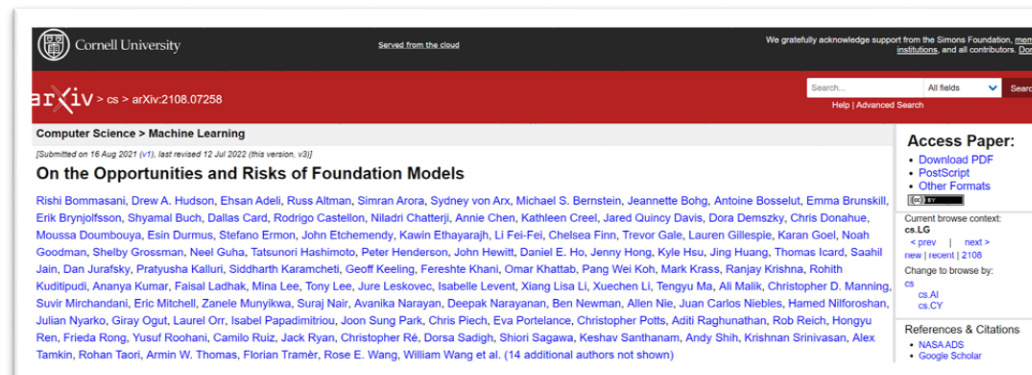 Cornell University
Served from the cloud
We gratefully acknowledge support from the Simons Foundation, mem
institutions, and all contributors. Don
arXiv > cs > arXiv:2108.07258
Search...
All fields
Searc
Help | Advanced Search
Computer Science > Machine Learning
[Submitted on 16 Aug 2021 (v1), last revised 12 Jul 2022 (this version, v3)]
On the Opportunities and Risks of Foundation Models
Rishi Bommasani, Drew A. Hudson, Ehsan Adeli, Russ Altman, Simran Arora, Sydney von Arx, Michael S. Bernstein, Jeannette Bohg, Antoine Bosselut, Emma Brunskill,
Erik Brynjolfsson, Shyamal Buch, Dallas Card, Rodrigo Castellon, Niladri Chatterji, Annie Chen, Kathleen Creel, Jared Quincy Davis, Dora Demszky, Chris Donahue,
Moussa Doumbouya, Esin Durmus, Stefano Ermon, John Etchemendy, Kawin Ethayarajh, Li Fei-Fei, Chelsea Finn, Trevor Gale, Lauren Gillespie, Karan Goel, Noah
Goodman, Shelby Grossman, Neel Guha, Tatsunori Hashimoto, Peter Henderson, John Hewitt, Daniel E. Ho, Jenny Hong, Kyle Hsu, Jing Huang, Thomas Icard, Saahil
Jain, Dan Jurafsky, Pratyusha Kalluri, Siddharth Karamcheti, Geoff Keeling, Fereshte Khani, Omar Khattab, Pang Wei Koh, Mark Krass, Ranjay Krishna, Rohith
Kuditipudi, Ananya Kumar, Faisal Ladhak, Mina Lee, Tony Lee, Jure Leskovec, Isabelle Levent, Xiang Lisa Li, Xuechen Li, Tengyu Ma, Ali Malik, Christopher D. Manning,
Suvir Mirchandani, Eric Mitchell, Zanele Munyikwa, Suraj Nair, Avanika Narayan, Deepak Narayanan, Ben Newman, Allen Nie, Juan Carlos Niebles, Hamed Nilforoshan,
Julian Nyarko, Giray Ogut, Laurel Orr, Isabel Papadimitriou, Joon Sung Park, Chris Piech, Eva Portelance, Christopher Potts, Aditi Raghunathan, Rob Reich, Hongyu
Ren, Frieda Rong, Yusuf Roohani, Camilo Ruiz, Jack Ryan, Christopher Ré, Dorsa Sadigh, Shiori Sagawa, Keshav Santhanam, Andy Shih, Krishnan Srinivasan, Alex
Tamkin, Rohan Taori, Armin W. Thomas, Florian Tramèr, Rose E. Wang, William Wang et al. (14 additional authors not shown)
Access Paper:
Download PDF
PostScript
Other Formats
(cc) BY
Current browse context:
cs.LG
< prev | next >
new | recent | 2108
Change to browse by:
cs
cs.AI
cs.CY
References & Citations
NASA ADS
Google Scholar